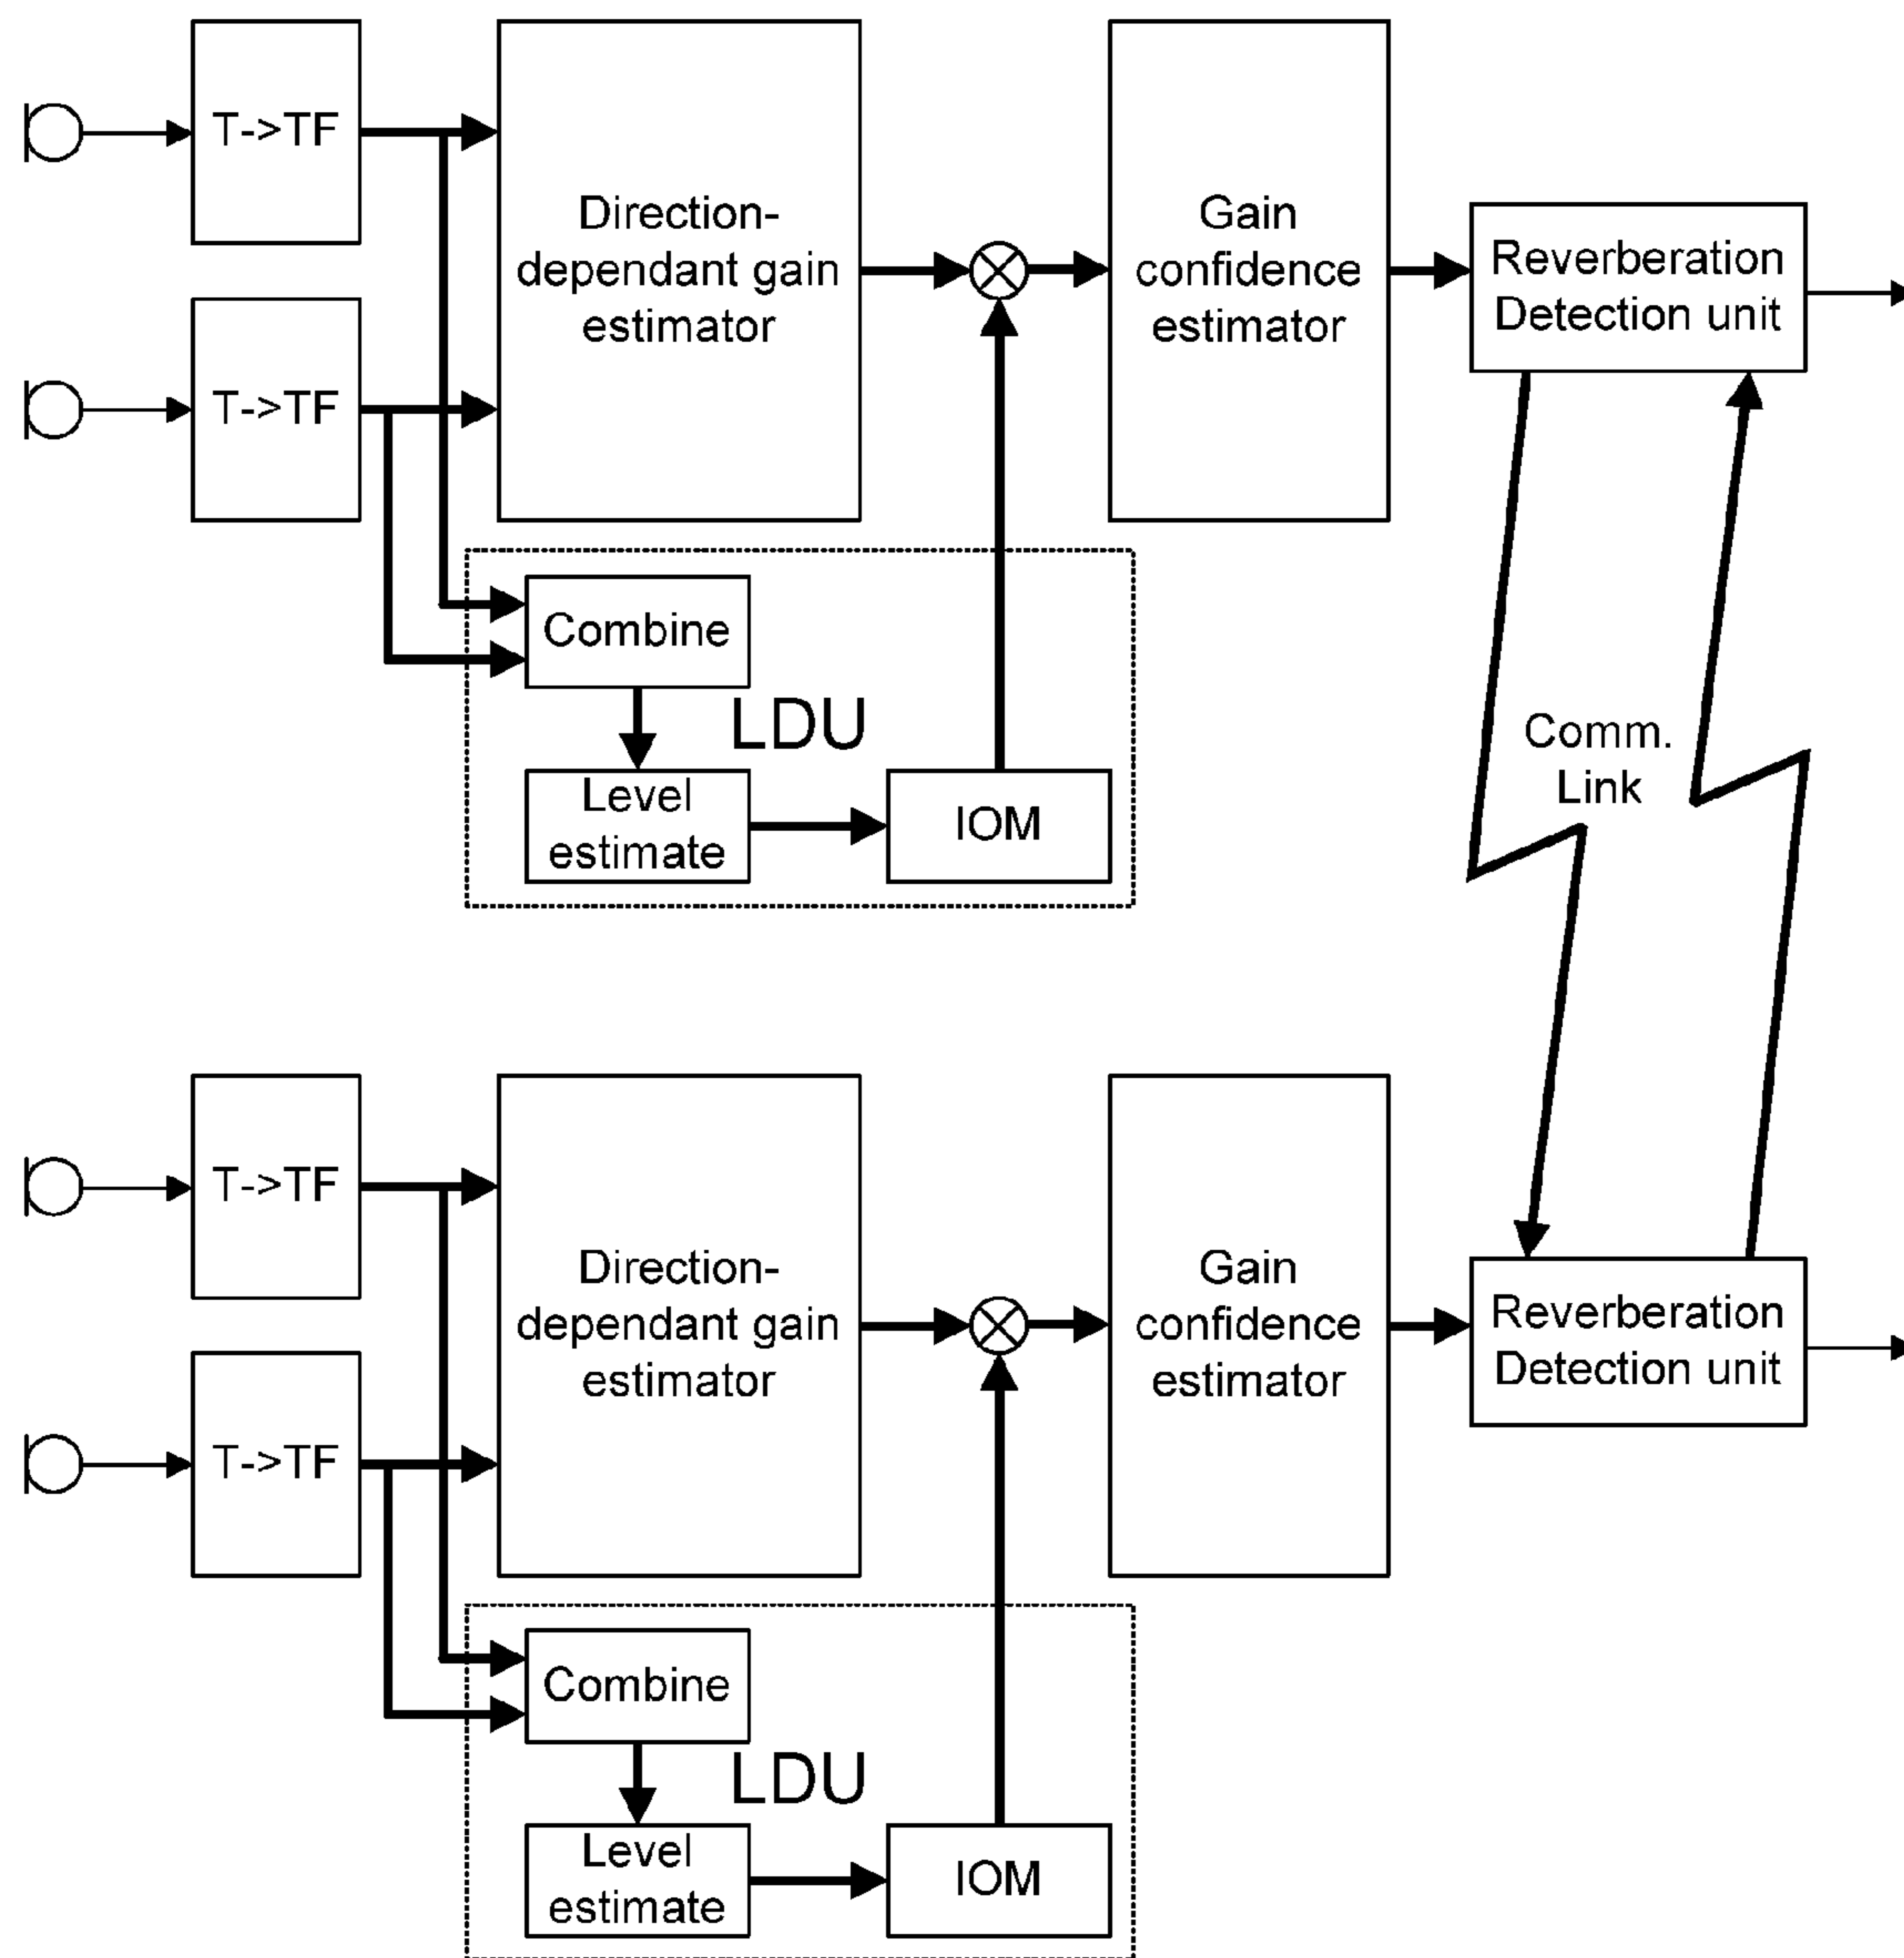 T->TF
Direction-
dependant gain
estimator
Gain
confidence
estimator
Reverberation
Detection unit
T->TF
Combine
LDU
Level
estimate
IOM
Comm.
Link
T->TF
Direction-
dependant gain
estimator
Gain
confidence
estimator
Reverberation
Detection unit
T->TF
Combine
LDU
Level
estimate
IOM